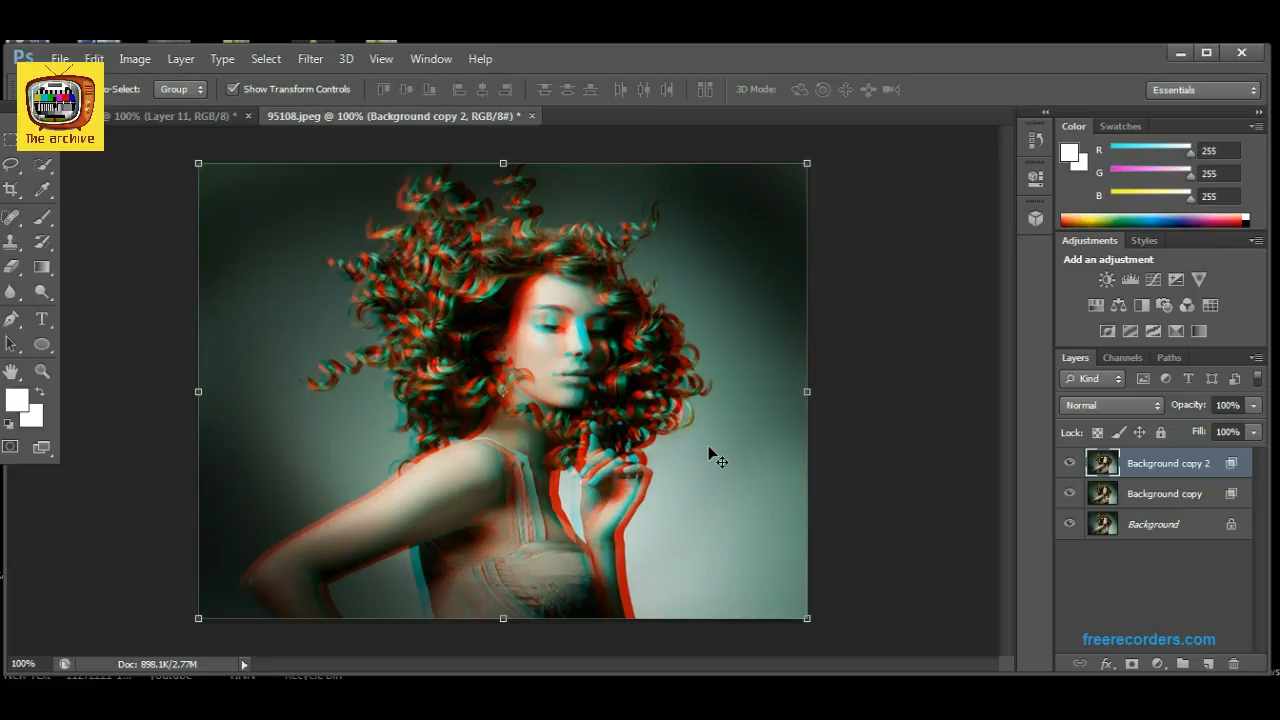 Ps File Edit Image Layer Type Select Filter 3D View Window Help
o-Select: Group Show Transform Controls 3D Mode: Essentials
The archive
@ 100% (Layer 11, RGB/8) * × 95108.jpeg @ 100% (Background copy 2, RGB/8#) * ×
Color Swatches
R 255
G 255
B 255
Adjustments Styles
Add an adjustment
Layers Channels Paths
Kind
Normal Opacity: 100%
Lock: Fill: 100%
Background copy 2
Background copy
Background
freerecorders.com
100% Doc: 898.1K/2.77M